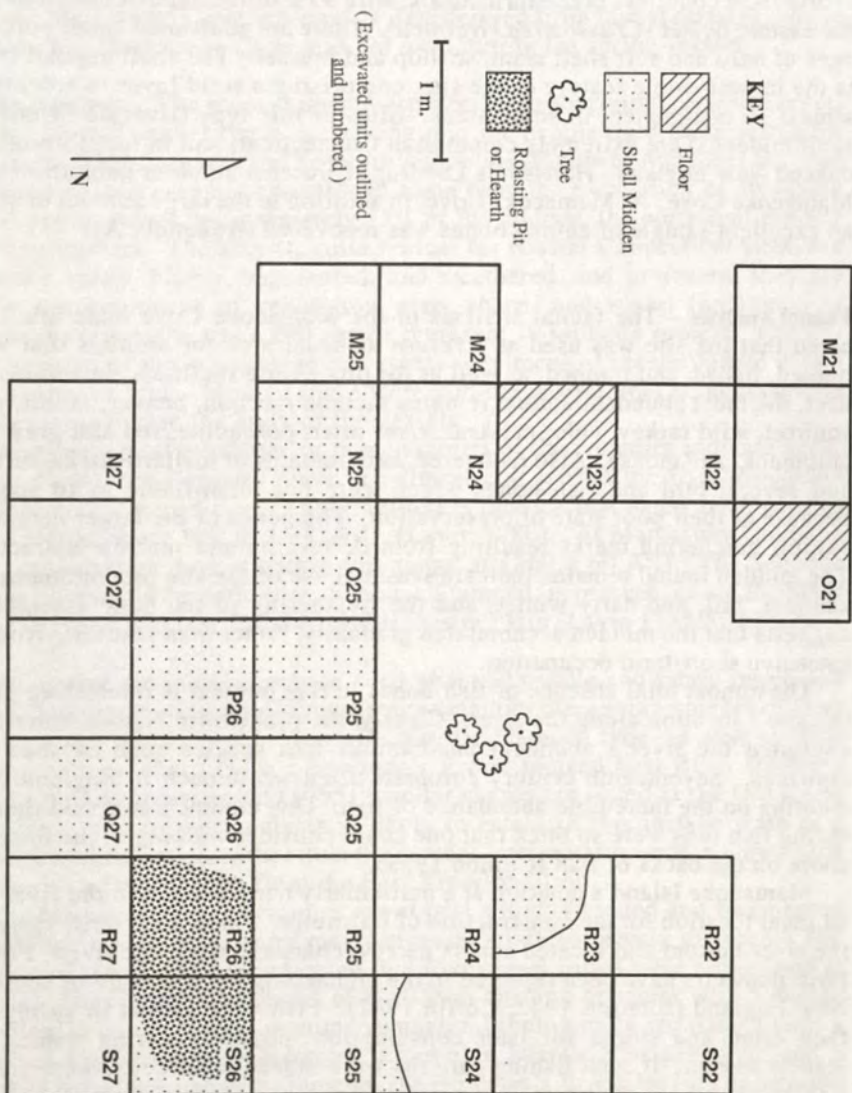 KEY
Floor
Shell Midden
Tree
Roasting Pit
or Hearth
1 m.
( Excavated units outlined
and numbered )
N
M21 O21
N22 R22 S22
N23 R23
M24 N24 R24 S24
M25 N25 O25 P25 Q25 R25 S25
P26 Q26 R26 S26
N27 O27 Q27 R27 S27